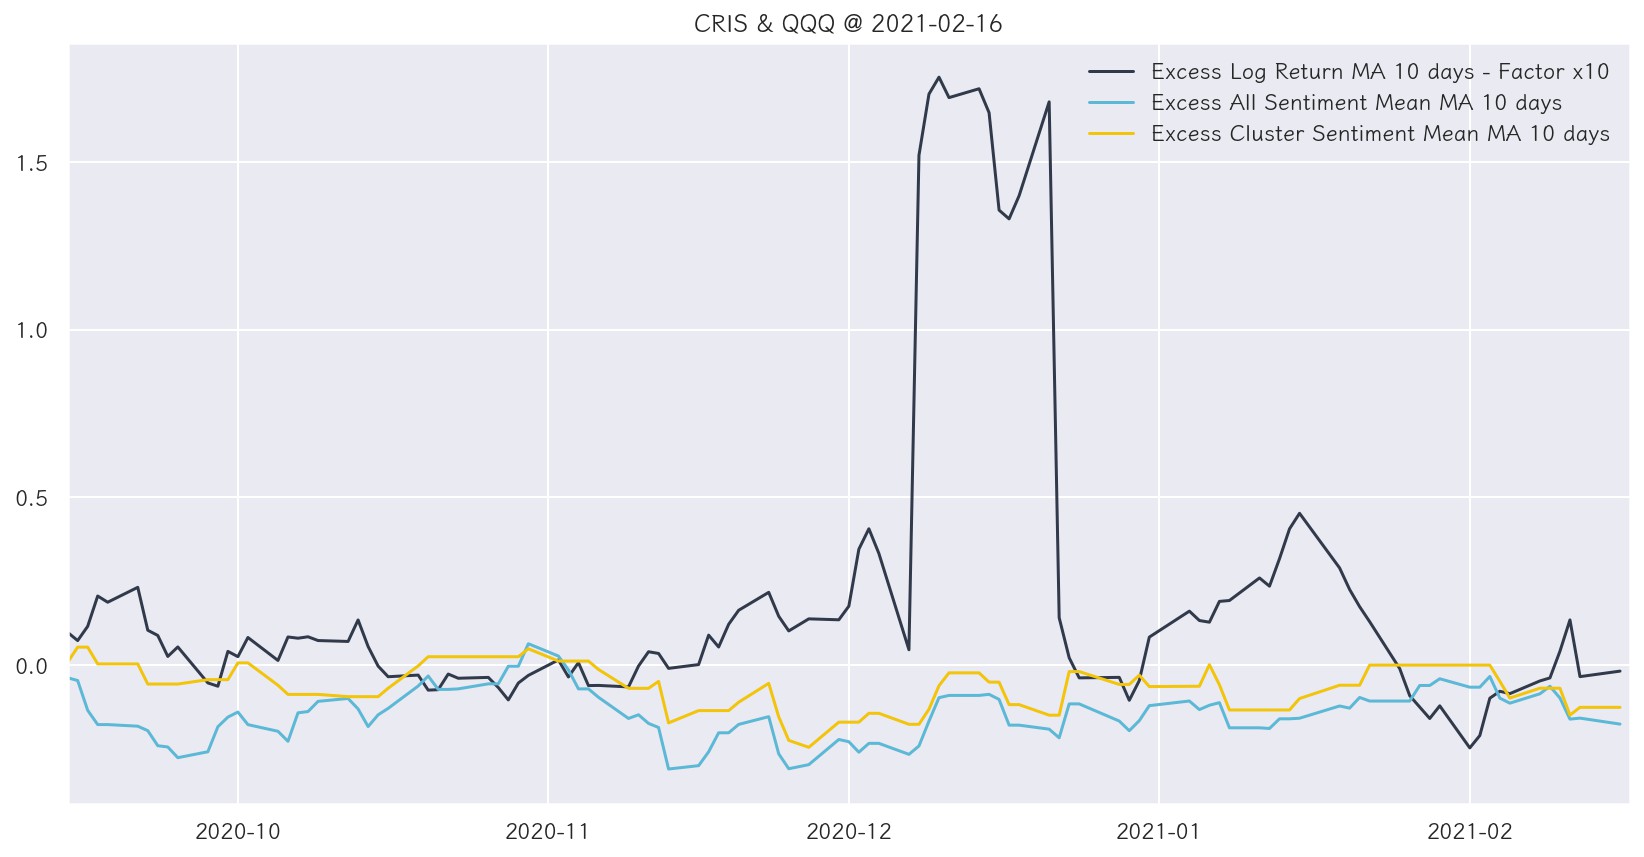 CRIS & QQQ @ 2021-02-16
Excess Log Return MA 10 days - Factor x10
Excess All Sentiment Mean MA 10 days
Excess Cluster Sentiment Mean MA 10 days
1.5
1.0
0.5
0.0
2020-10
2020-11
2020-12
2021-01
2021-02